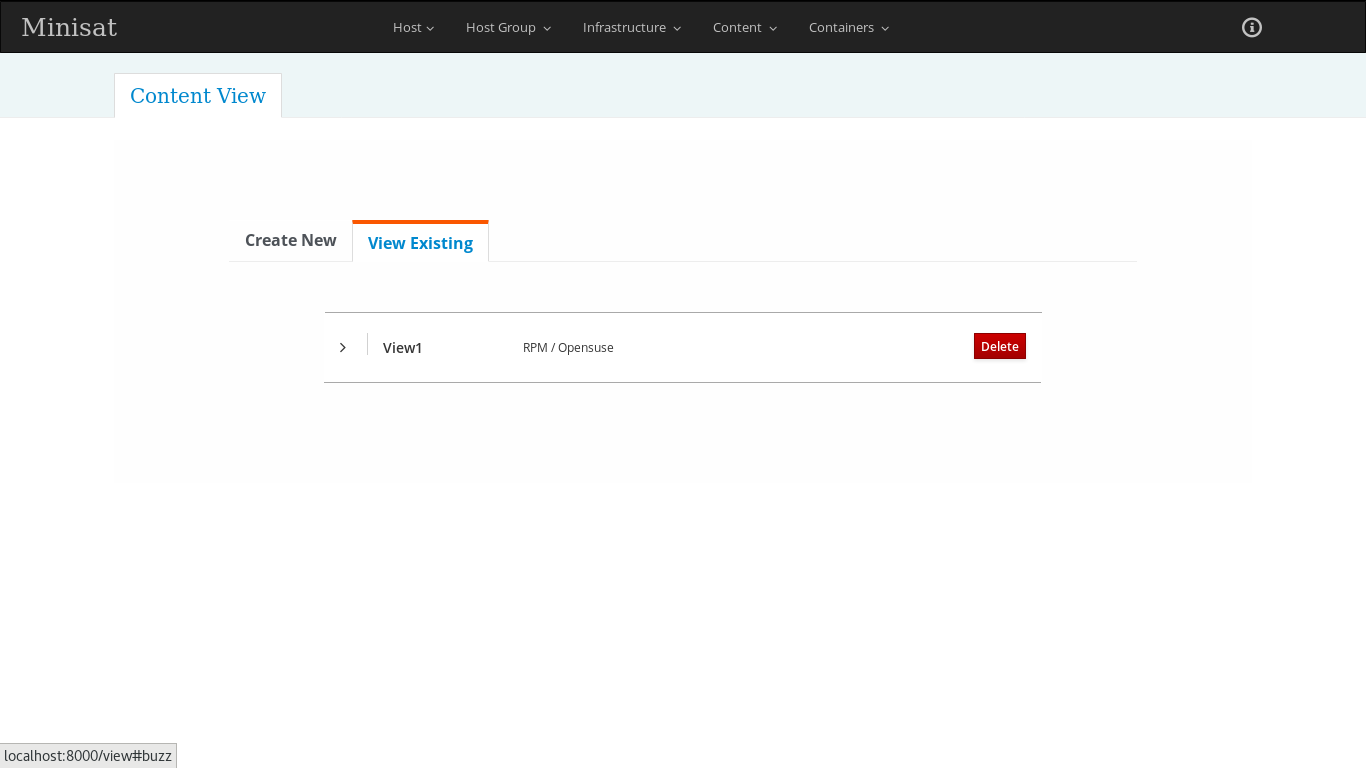 Minisat
Host
Host Group
Infrastructure
Content
Containers
Content View
Create New
View Existing
View1
RPM / Opensuse
Delete
localhost:8000/view#buzz